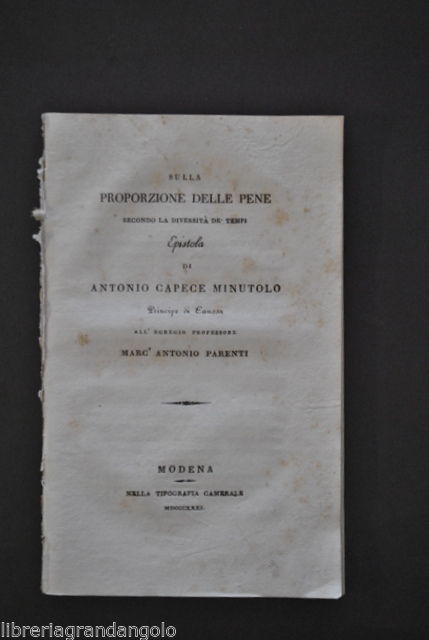 SULLA
PROPORZIONE DELLE PENE
SECONDO LA DIVERSITÀ DE' TEMPI
Epistola
DI
ANTONIO CAPECE MINUTOLO
Principe di Canosa
ALL' EGREGIO PROFESSORE
MARC' ANTONIO PARENTI
MODENA
NELLA TIPOGRAFIA CAMERALE
MDCCCXXXI.
libreriagrandangolo